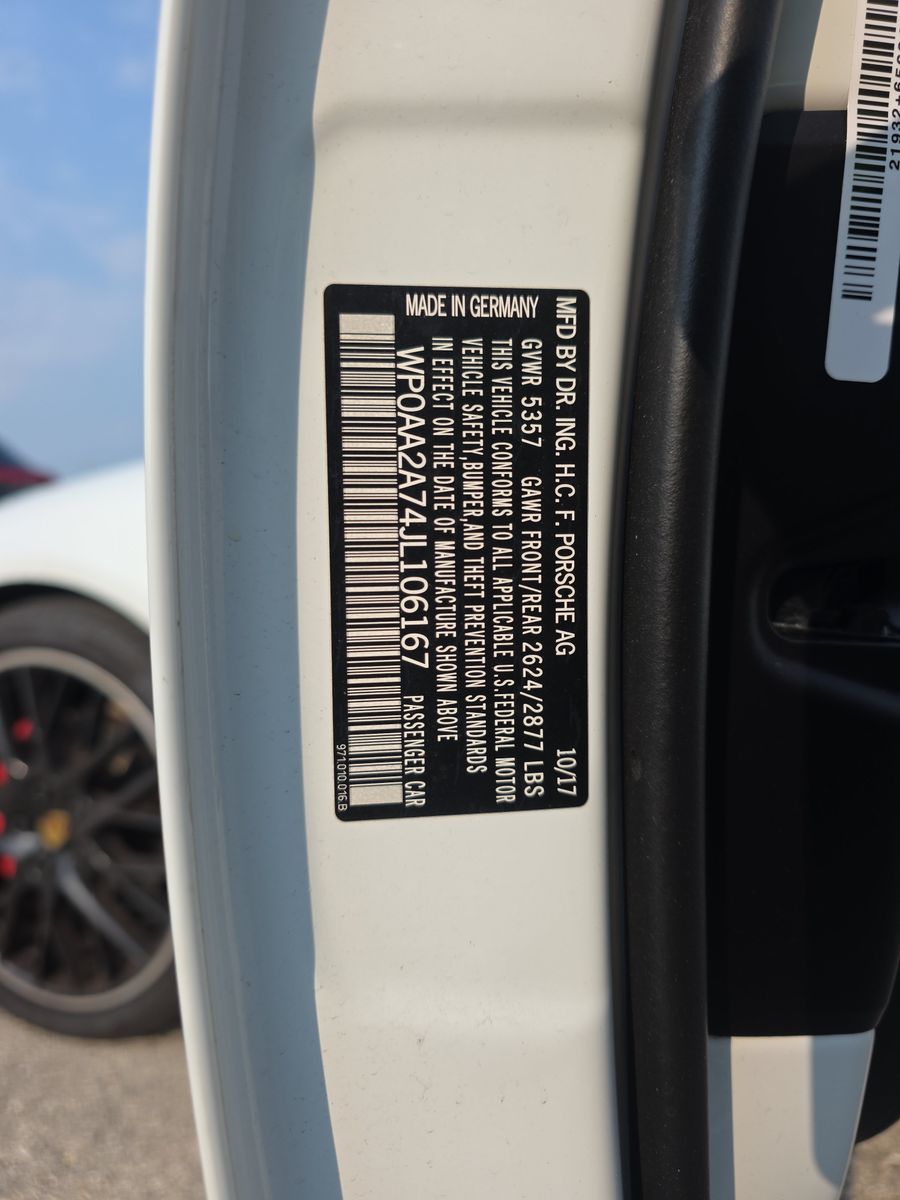 MFD BY DR. ING. H.C. F. PORSCHE AG 10/17
GVWR 5357 GAWR FRONT/REAR 2624/2877 LBS
THIS VEHICLE CONFORMS TO ALL APPLICABLE U.S.FEDERAL MOTOR
VEHICLE SAFETY,BUMPER,AND THEFT PREVENTION STANDARDS
IN EFFECT ON THE DATE OF MANUFACTURE SHOWN ABOVE
MADE IN GERMANY WP0AA2A74JL106167 PASSENGER CAR
971.010.016.B